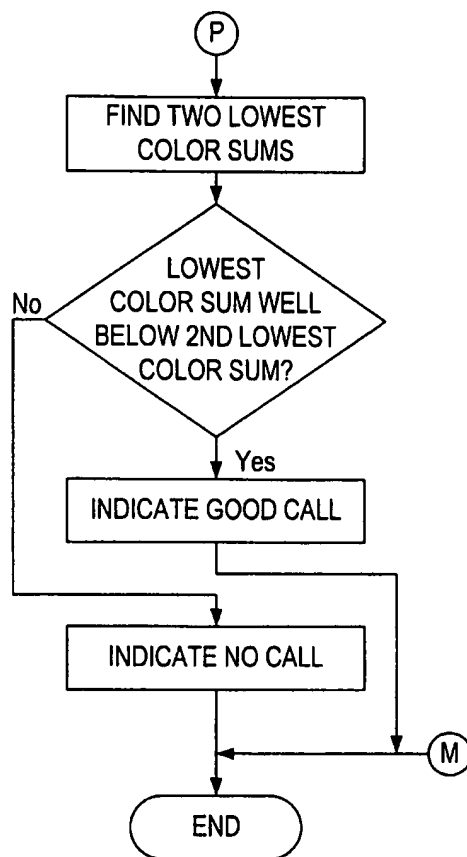 P
FIND TWO LOWEST
COLOR SUMS
LOWEST
COLOR SUM WELL
BELOW 2ND LOWEST
COLOR SUM?
No
Yes
INDICATE GOOD CALL
INDICATE NO CALL
M
END